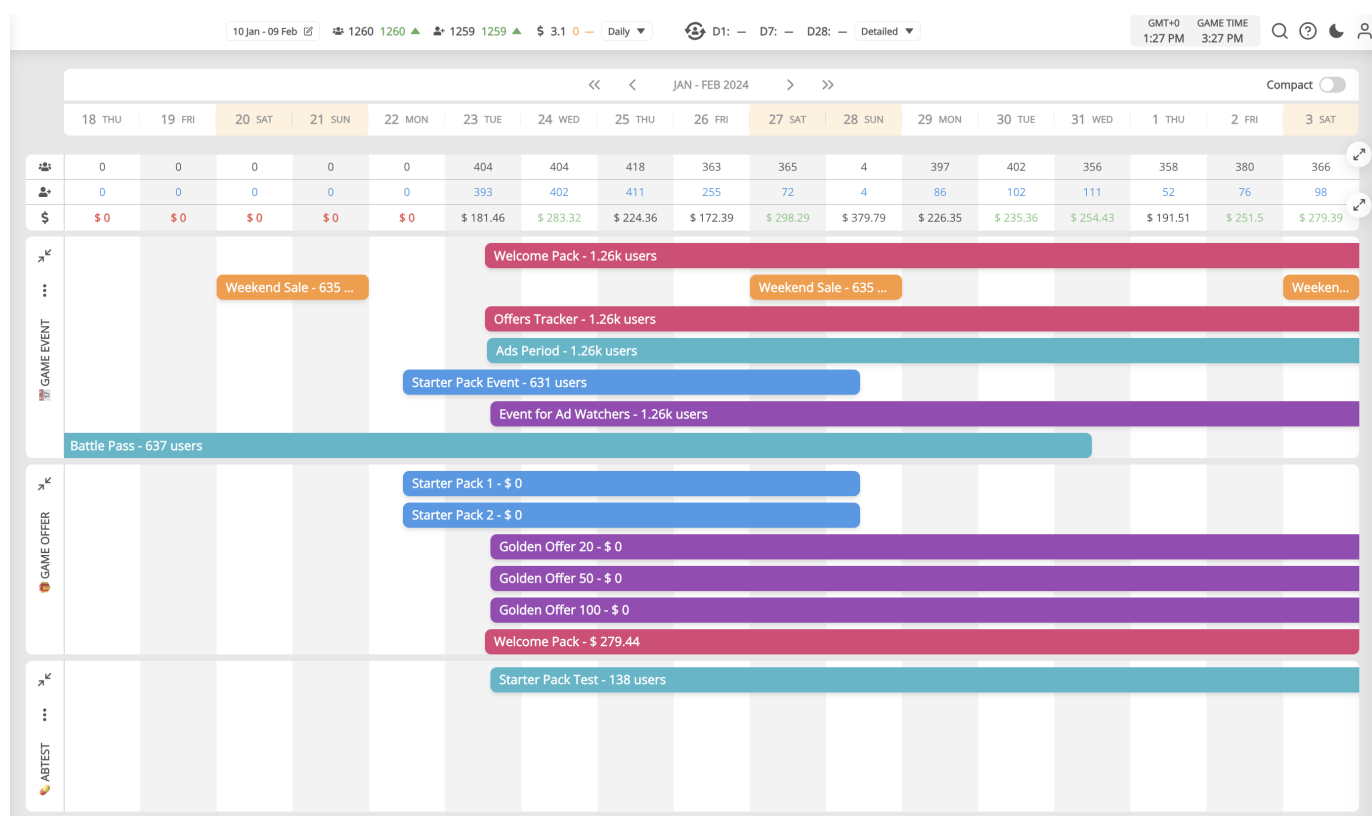 10 Jan - 09 Feb 1260 1260 ▲ 1259 1259 ▲ $ 3.1 0 — Daily ▼ D1: — D7: — D28: — Detailed ▼ GMT+0 GAME TIME
1:27 PM 3:27 PM
JAN - FEB 2024 Compact
18 THU 19 FRI 20 SAT 21 SUN 22 MON 23 TUE 24 WED 25 THU 26 FRI 27 SAT 28 SUN 29 MON 30 TUE 31 WED 1 THU 2 FRI 3 SAT
0 0 0 0 0 404 404 418 363 365 4 397 402 356 358 380 366
0 0 0 0 0 393 402 411 255 72 4 86 102 111 52 76 98
$ $ 0 $ 0 $ 0 $ 0 $ 0 $ 181.46 $ 283.32 $ 224.36 $ 172.39 $ 298.29 $ 379.79 $ 226.35 $ 235.36 $ 254.43 $ 191.51 $ 251.5 $ 279.39
GAME EVENT
Welcome Pack - 1.26k users
Weekend Sale - 635 ... Weekend Sale - 635 ... Weeken...
Offers Tracker - 1.26k users
Ads Period - 1.26k users
Starter Pack Event - 631 users
Event for Ad Watchers - 1.26k users
Battle Pass - 637 users
GAME OFFER
Starter Pack 1 - $ 0
Starter Pack 2 - $ 0
Golden Offer 20 - $ 0
Golden Offer 50 - $ 0
Golden Offer 100 - $ 0
Welcome Pack - $ 279.44
ABTEST
Starter Pack Test - 138 users